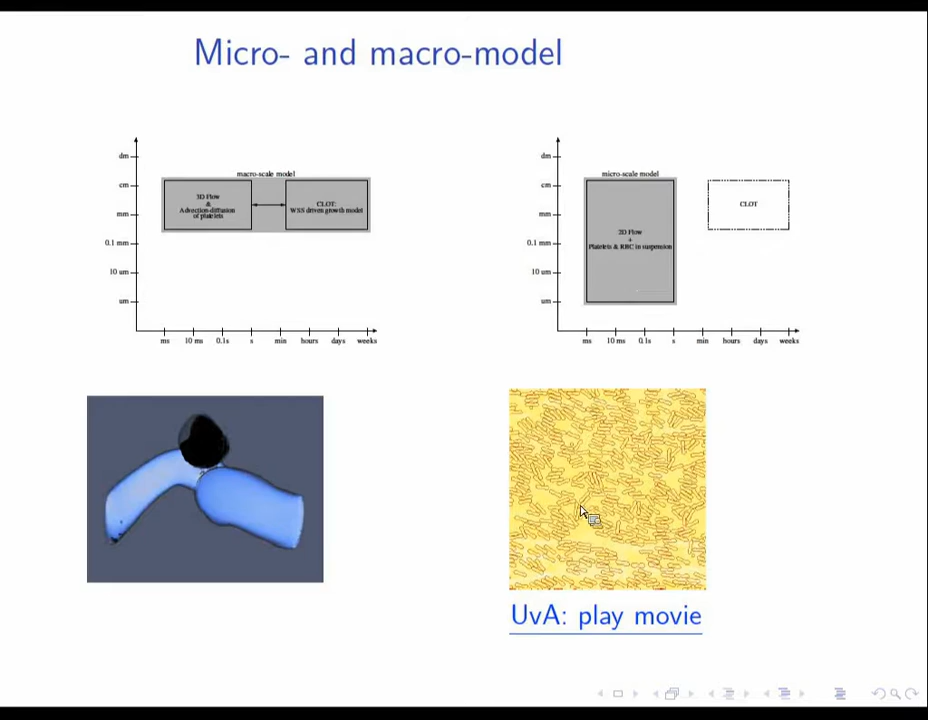 Micro- and macro-model
macro-scale model
dm
cm
mm
0.1 mm
10 um
um
3D Flow
&
Advection-diffusion
of platelets
CLOT:
WSS driven growth model
ms
10 ms
0.1s
s
min
hours
days
weeks
micro-scale model
dm
cm
mm
0.1 mm
10 um
um
2D Flow
+
Platelets & RBC in suspension
CLOT
ms
10 ms
0.1s
s
min
hours
days
weeks
UvA: play movie